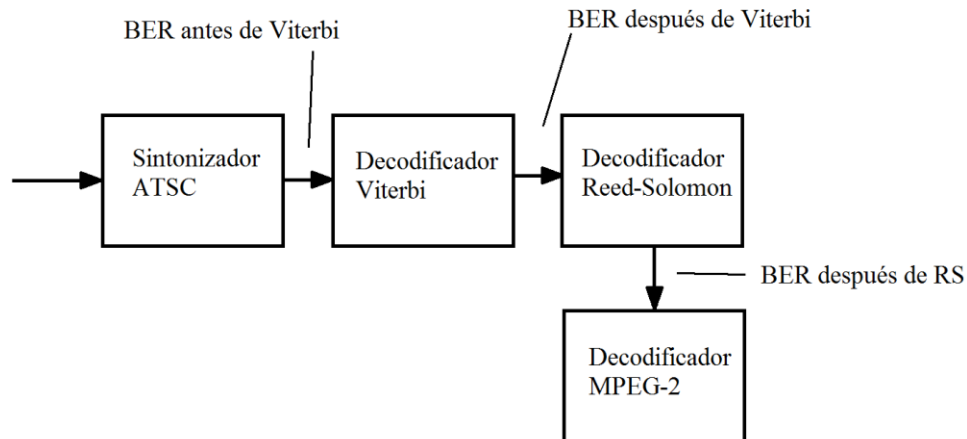 BER antes de Viterbi
BER después de Viterbi
Sintonizador
ATSC
Decodificador
Viterbi
Decodificador
Reed-Solomon
BER después de RS
Decodificador
MPEG-2